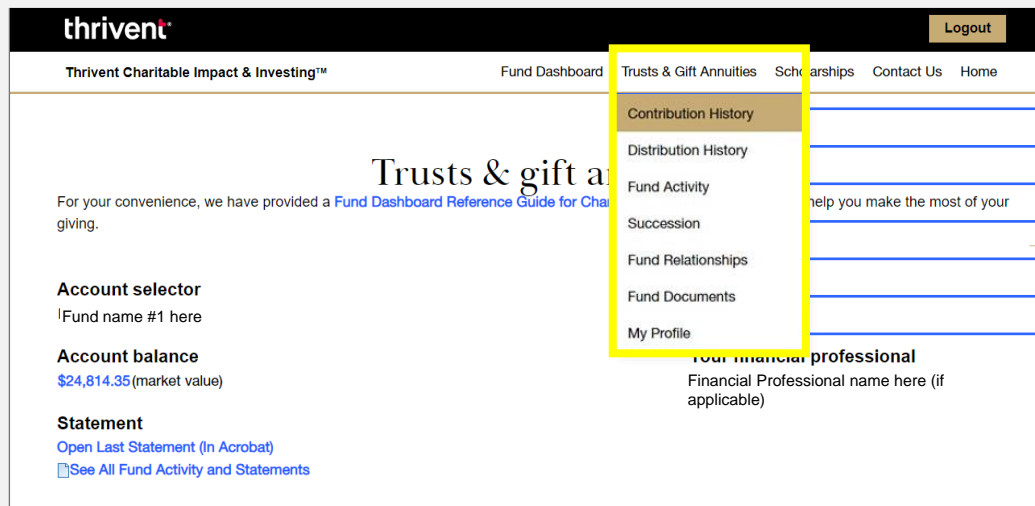 thrivent®
Logout
Thrivent Charitable Impact & Investing™
Fund Dashboard Trusts & Gift Annuities Scholarships Contact Us Home
Contribution History
Distribution History
Fund Activity
Succession
Fund Relationships
Fund Documents
My Profile
Trusts & gift a
For your convenience, we have provided a Fund Dashboard Reference Guide for Cha help you make the most of your
giving.
Account selector
Fund name #1 here
Account balance
$24,814.35 (market value)
Your financial professional
Financial Professional name here (if
applicable)
Statement
Open Last Statement (In Acrobat)
See All Fund Activity and Statements